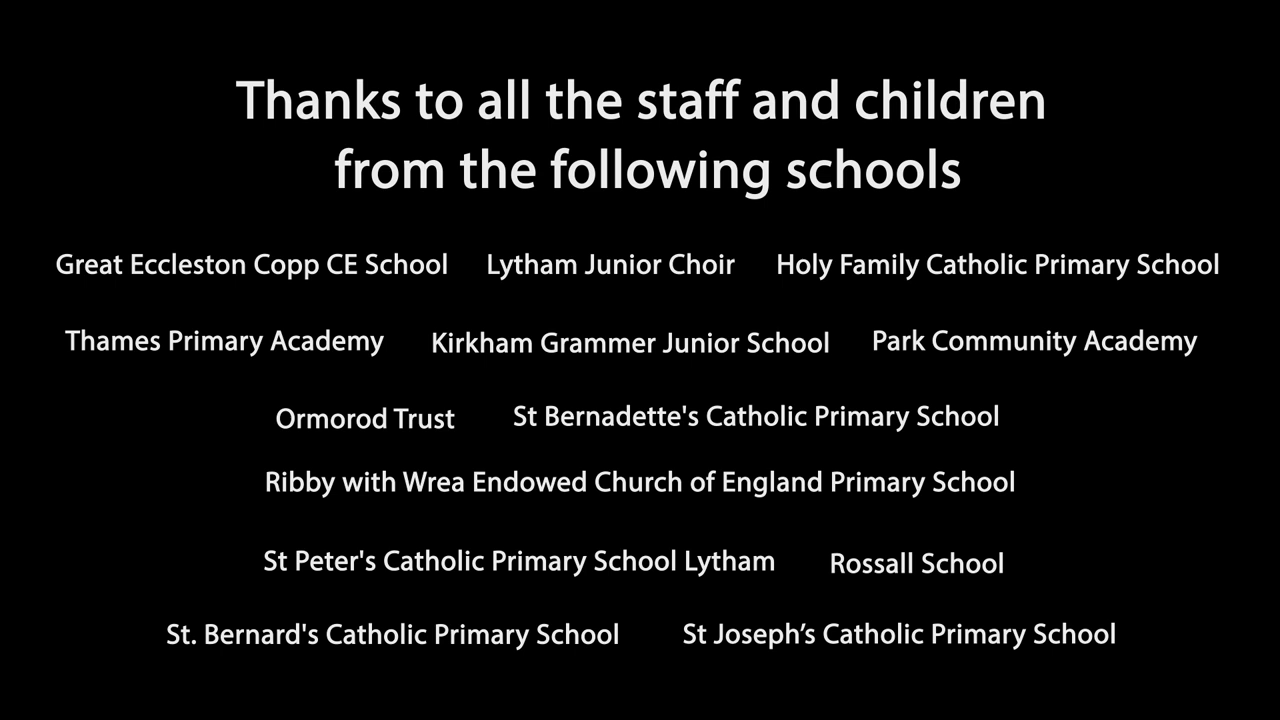 Thanks to all the staff and children
from the following schools
Great Eccleston Copp CE School Lytham Junior Choir Holy Family Catholic Primary School
Thames Primary Academy Kirkham Grammer Junior School Park Community Academy
Ormorod Trust St Bernadette's Catholic Primary School
Ribby with Wrea Endowed Church of England Primary School
St Peter's Catholic Primary School Lytham Rossall School
St. Bernard's Catholic Primary School St Joseph’s Catholic Primary School